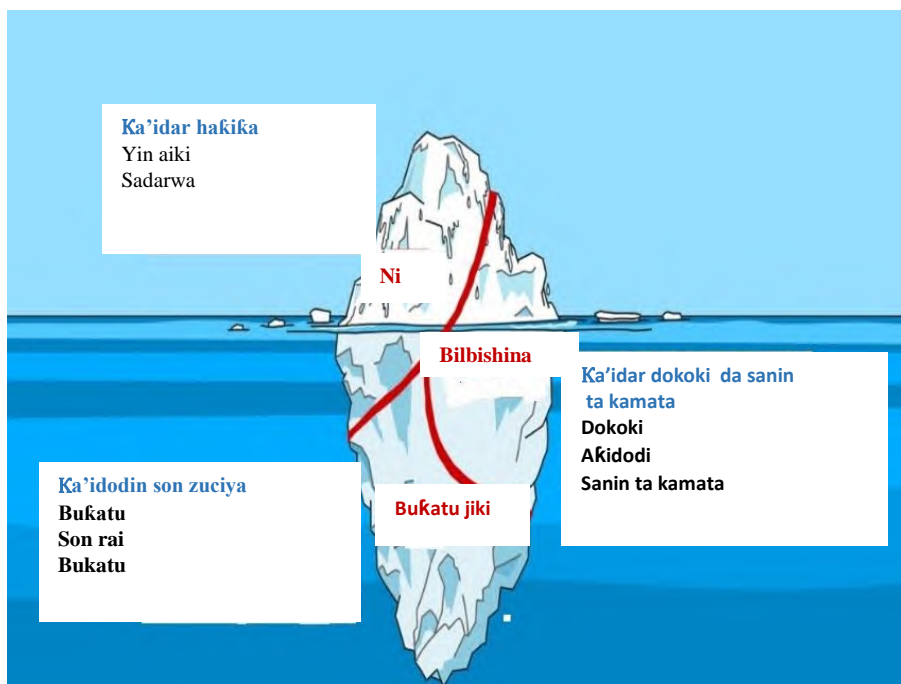 Ƙa’idar haƙiƙa
Yin aiki
Sadarwa
Ni
Bilbishina
Ƙa’idar dokoki da sanin
ta kamata
Dokoki
Aƙidodi
Sanin ta kamata
Ƙa’idodin son zuciya
Buƙatu
Son rai
Bukatu
Buƙatu jiki